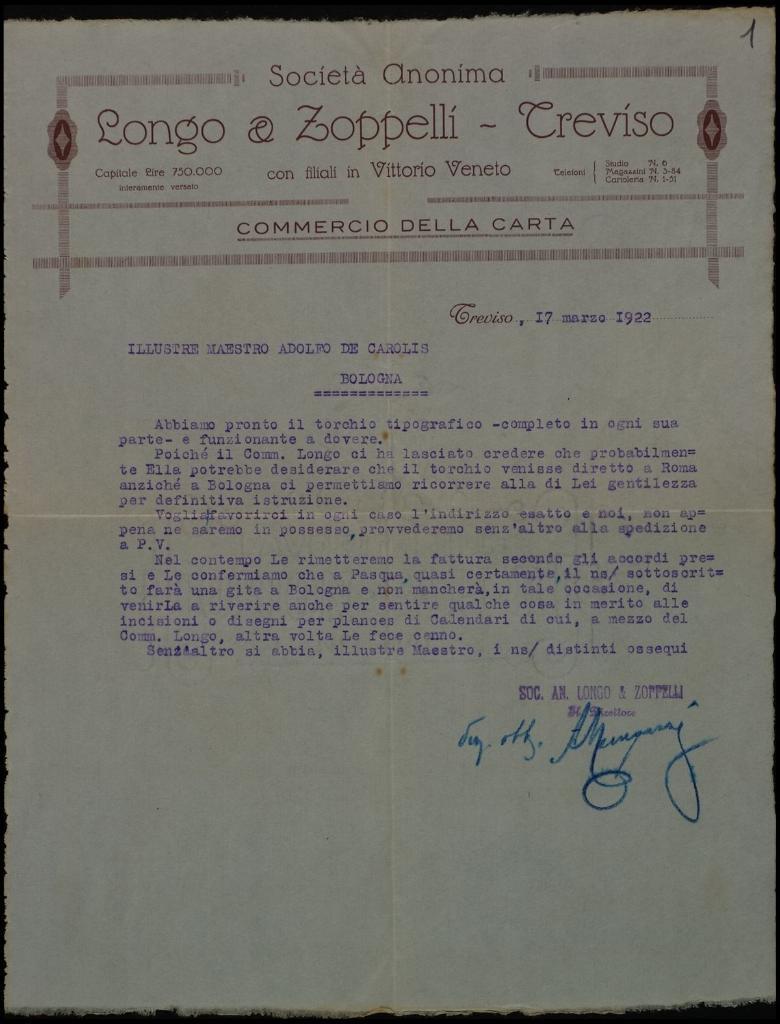 1
Società Anonima
Longo & Zoppelli - Treviso
Capitale Lire 750.000
interamente versato
con filiali in Vittorio Veneto
Telefoni
Studio N. 6
Magazzini N. 3-84
Cartoleria N. 1-51
COMMERCIO DELLA CARTA
Treviso, 17 marzo 1922
ILLUSTRE MAESTRO ADOLFO DE CAROLIS
BOLOGNA
=============
Abbiamo pronto il torchio tipografico -completo in ogni sua
parte- e funzionante a dovere.
Poiché il Comm. Longo ci ha lasciato credere che probabilmen=
te Ella potrebbe desiderare che il torchio venisse diretto a Roma
anziché a Bologna ci permettiamo ricorrere alla di Lei gentilezza
per definitiva istruzione.
Voglia favorirci in ogni caso l'indirizzo esatto e noi, non ap=
pena ne saremo in possesso, provvederemo senz'altro alla spedizione
a P.V.
Nel contempo Le rimetteremo la fattura secondo gli accordi pre=
si e Le confermiamo che a Pasqua, quasi certamente, il ns/ sottoscrit=
to farà una gita a Bologna e non mancherà, in tale occasione, di
venirLa a riverire anche per sentire qualche cosa in merito alle
incisioni o disegni per plances di Calendari di cui, a mezzo del
Comm. Longo, altra volta Le fece cenno.
Senz'altro si abbia, illustre Maestro, i ns/ distinti ossequi
SOC. AN. LONGO & ZOPPELLI
Il Direttore